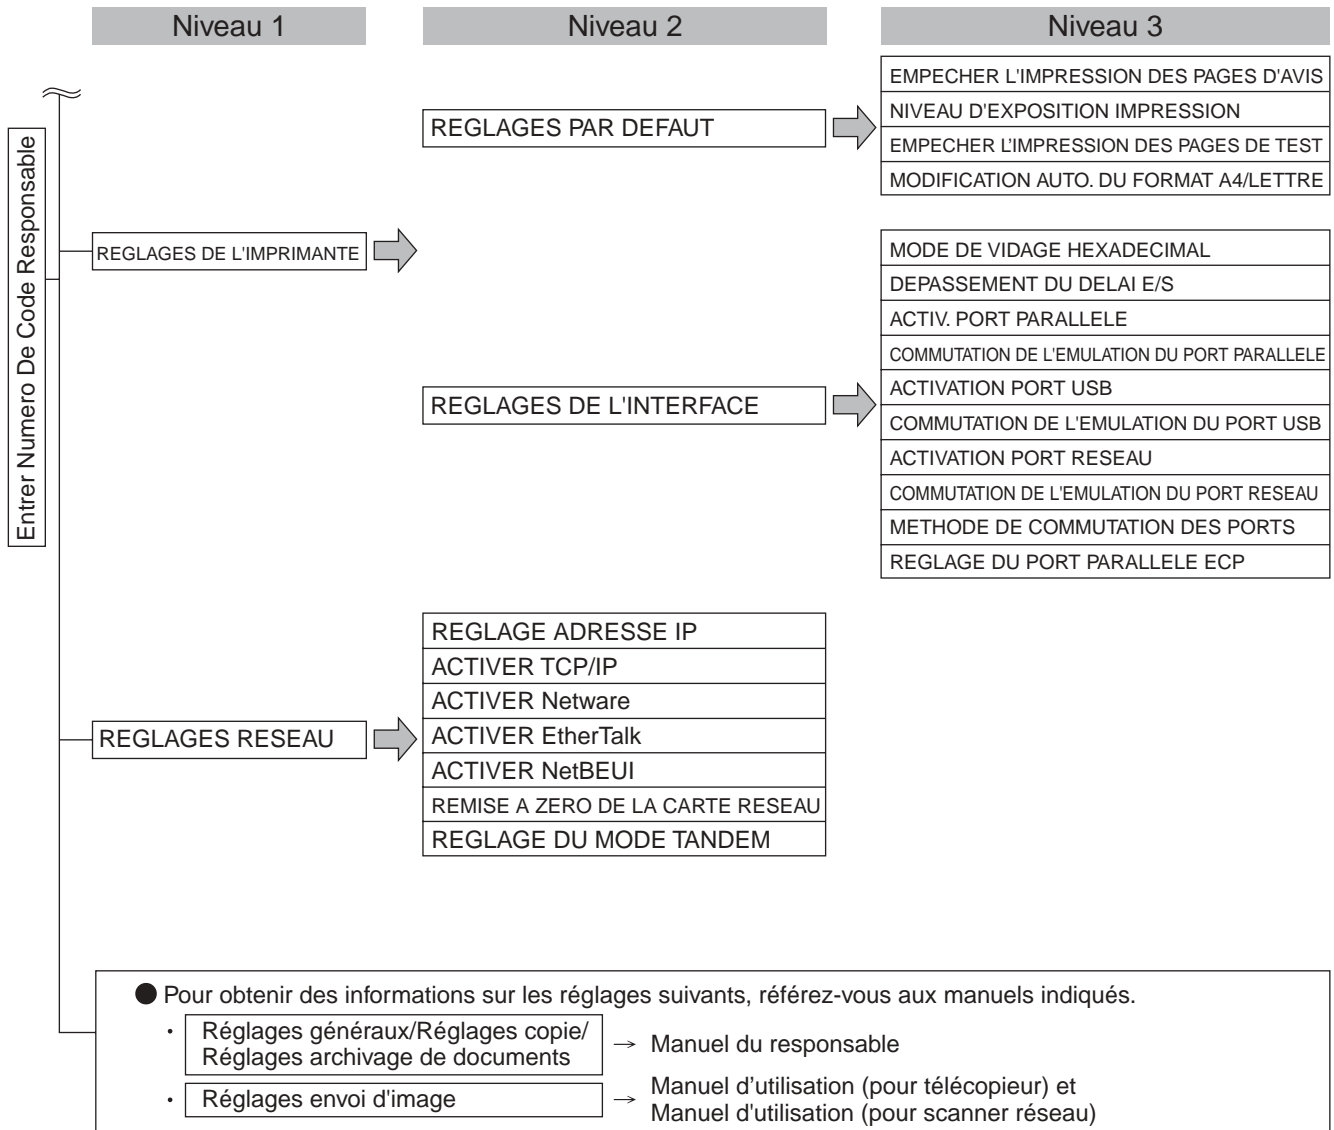 Niveau 1
Niveau 2
Niveau 3
Entrer Numero De Code Responsable
REGLAGES DE L'IMPRIMANTE
REGLAGES PAR DEFAUT
EMPECHER L'IMPRESSION DES PAGES D'AVIS
NIVEAU D'EXPOSITION IMPRESSION
EMPECHER L'IMPRESSION DES PAGES DE TEST
MODIFICATION AUTO. DU FORMAT A4/LETTRE
REGLAGES DE L'INTERFACE
MODE DE VIDAGE HEXADECIMAL
DEPASSEMENT DU DELAI E/S
ACTIV. PORT PARALLELE
COMMUTATION DE L'EMULATION DU PORT PARALLELE
ACTIVATION PORT USB
COMMUTATION DE L'EMULATION DU PORT USB
ACTIVATION PORT RESEAU
COMMUTATION DE L'EMULATION DU PORT RESEAU
METHODE DE COMMUTATION DES PORTS
REGLAGE DU PORT PARALLELE ECP
REGLAGES RESEAU
REGLAGE ADRESSE IP
ACTIVER TCP/IP
ACTIVER Netware
ACTIVER EtherTalk
ACTIVER NetBEUI
REMISE A ZERO DE LA CARTE RESEAU
REGLAGE DU MODE TANDEM
● Pour obtenir des informations sur les réglages suivants, référez-vous aux manuels indiqués.
· Réglages généraux/Réglages copie/
Réglages archivage de documents
→ Manuel du responsable
· Réglages envoi d'image
→ Manuel d’utilisation (pour télécopieur) et
Manuel d'utilisation (pour scanner réseau)